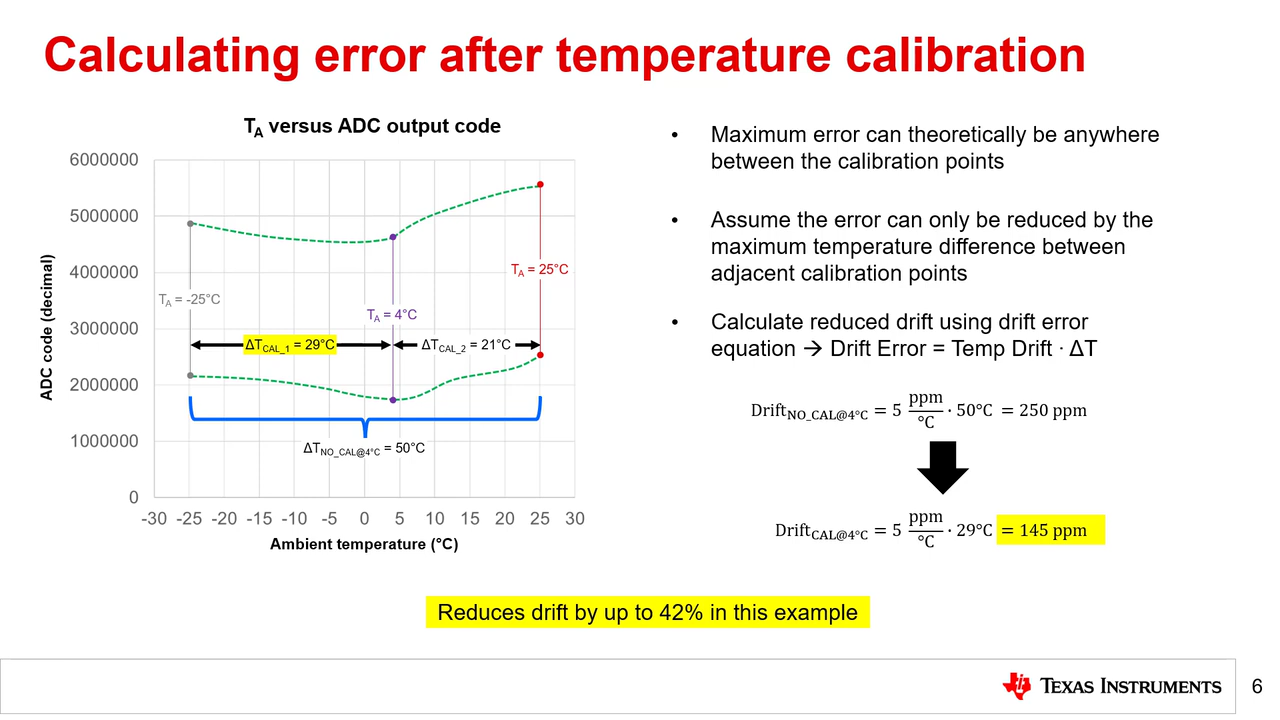 Calculating error after temperature calibration
TA versus ADC output code
6000000
5000000
4000000
3000000
2000000
1000000
0
TA = -25°C
TA = 4°C
TA = 25°C
ΔTCAL_1 = 29°C
ΔTCAL_2 = 21°C
ΔTNO_CAL@4°C = 50°C
-30 -25 -20 -15 -10 -5 0 5 10 15 20 25 30
ADC code (decimal)
Ambient temperature (°C)
• Maximum error can theoretically be anywhere
between the calibration points
• Assume the error can only be reduced by the
maximum temperature difference between
adjacent calibration points
• Calculate reduced drift using drift error
equation → Drift Error = Temp Drift · ΔT
DriftNO_CAL@4°C = 5 ppm/°C · 50°C = 250 ppm
DriftCAL@4°C = 5 ppm/°C · 29°C = 145 ppm
Reduces drift by up to 42% in this example
TEXAS INSTRUMENTS
6